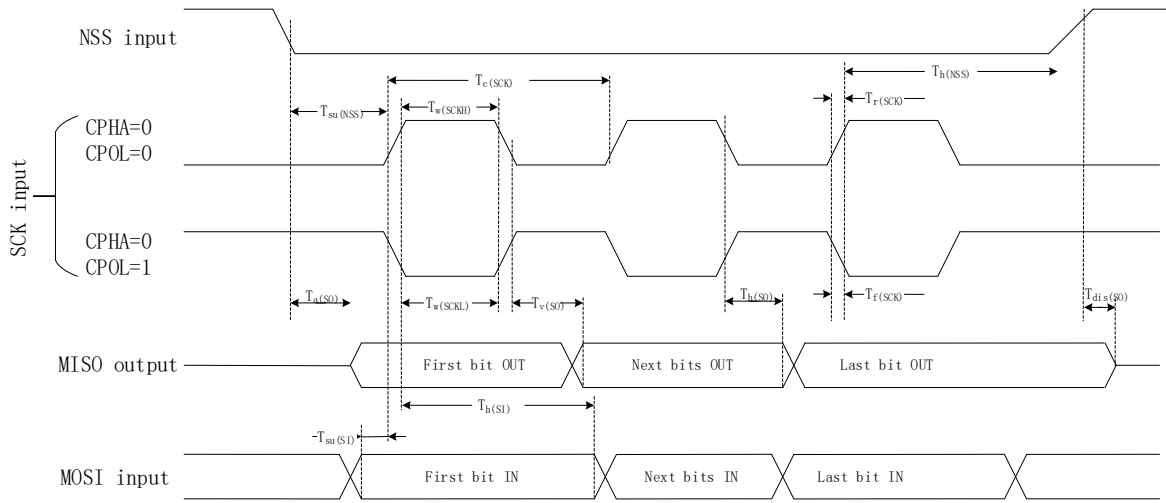 NSS input
Tc(SCK)
Th(NSS)
Tsu(NSS)
Tw(SCKH)
Tr(SCK)
SCK input
CPHA=0
CPOL=0
CPHA=0
CPOL=1
Ta(SO)
Tw(SCKL)
Tv(SO)
Th(SO)
Tf(SCK)
Tdis(SO)
MISO output
First bit OUT
Next bits OUT
Last bit OUT
Th(SI)
Tsu(SI)
MOSI input
First bit IN
Next bits IN
Last bit IN